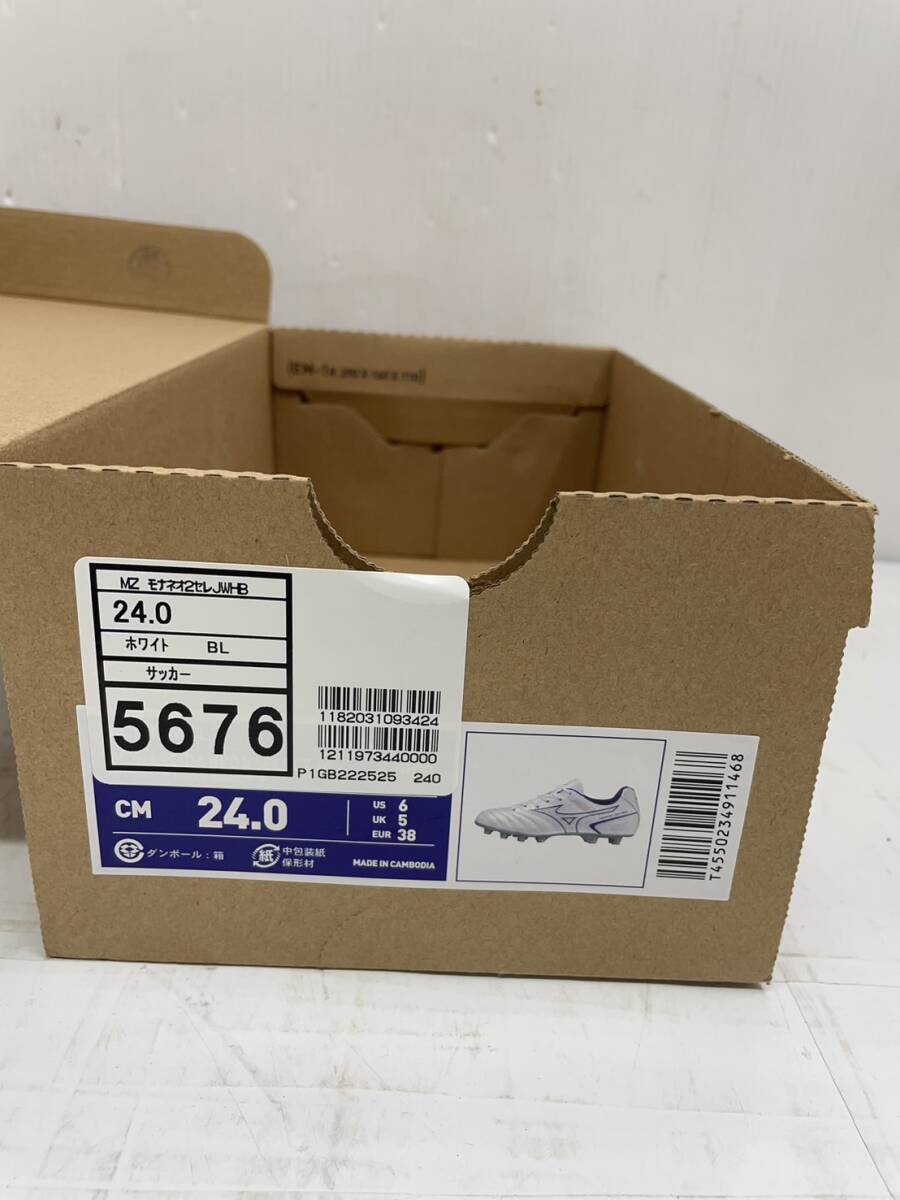 MZ モナネオ2セレJWHB
24.0
ホワイト BL
サッカー
5676
1182031093424
1211973440000
P1GB222525 240
CM 24.0
US 6
UK 5
EUR 38
ダンボール：箱
紙 中包装紙
保形材
MADE IN CAMBODIA
T4550234911468